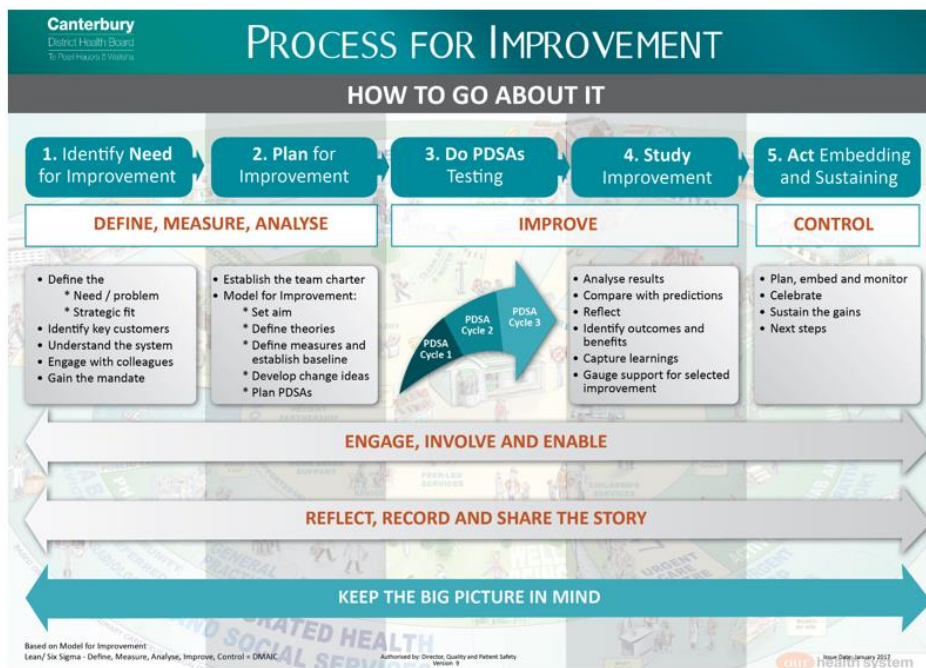 Canterbury
District Health Board
Te Poari Hauora ō Waitaha
PROCESS FOR IMPROVEMENT
HOW TO GO ABOUT IT
1. Identify Need
for Improvement
2. Plan for
Improvement
3. Do PDSAs
Testing
4. Study
Improvement
5. Act Embedding
and Sustaining
DEFINE, MEASURE, ANALYSE
IMPROVE
CONTROL
• Define the
* Need / problem
* Strategic fit
• Identify key customers
• Understand the system
• Engage with colleagues
• Gain the mandate
• Establish the team charter
• Model for Improvement:
* Set aim
* Define theories
* Define measures and
establish baseline
* Develop change ideas
* Plan PDSAs
PDSA
Cycle 1
PDSA
Cycle 2
PDSA
Cycle 3
• Analyse results
• Compare with predictions
• Reflect
• Identify outcomes and
benefits
• Capture learnings
• Gauge support for selected
improvement
• Plan, embed and monitor
• Celebrate
• Sustain the gains
• Next steps
ENGAGE, INVOLVE AND ENABLE
REFLECT, RECORD AND SHARE THE STORY
KEEP THE BIG PICTURE IN MIND
Based on Model for Improvement
Lean/ Six Sigma - Define, Measure, Analyse, Improve, Control = DMAIC
Authorised by: Director, Quality and Patient Safety
Version 9
Issue Date: January 2017
our health system